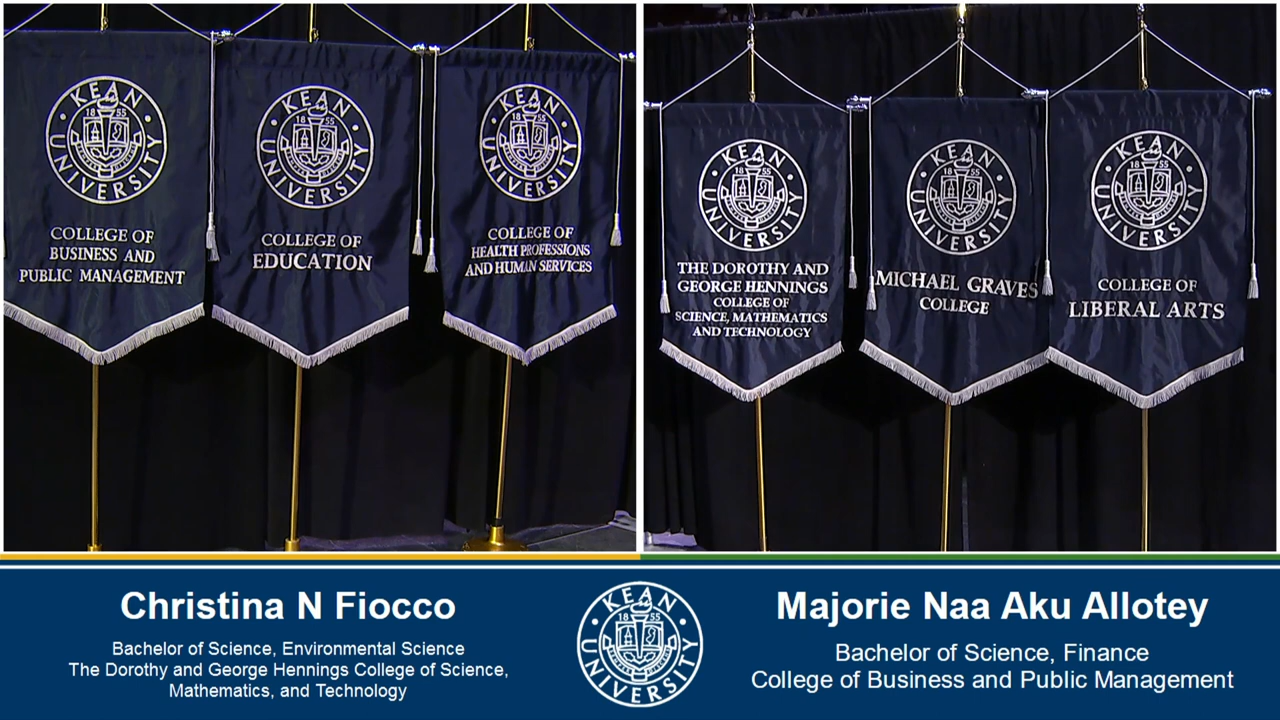 KEAN UNIVERSITY
1855
COLLEGE OF
BUSINESS AND
PUBLIC MANAGEMENT
KEAN UNIVERSITY
1855
COLLEGE OF
EDUCATION
KEAN UNIVERSITY
1855
COLLEGE OF
HEALTH PROFESSIONS
AND HUMAN SERVICES
KEAN UNIVERSITY
1855
THE DOROTHY AND
GEORGE HENNINGS
COLLEGE OF
SCIENCE, MATHEMATICS
AND TECHNOLOGY
KEAN UNIVERSITY
1855
MICHAEL GRAVES
COLLEGE
KEAN UNIVERSITY
1855
COLLEGE OF
LIBERAL ARTS
Christina N Fiocco
Bachelor of Science, Environmental Science
The Dorothy and George Hennings College of Science,
Mathematics, and Technology
KEAN UNIVERSITY
1855
Majorie Naa Aku Allotey
Bachelor of Science, Finance
College of Business and Public Management